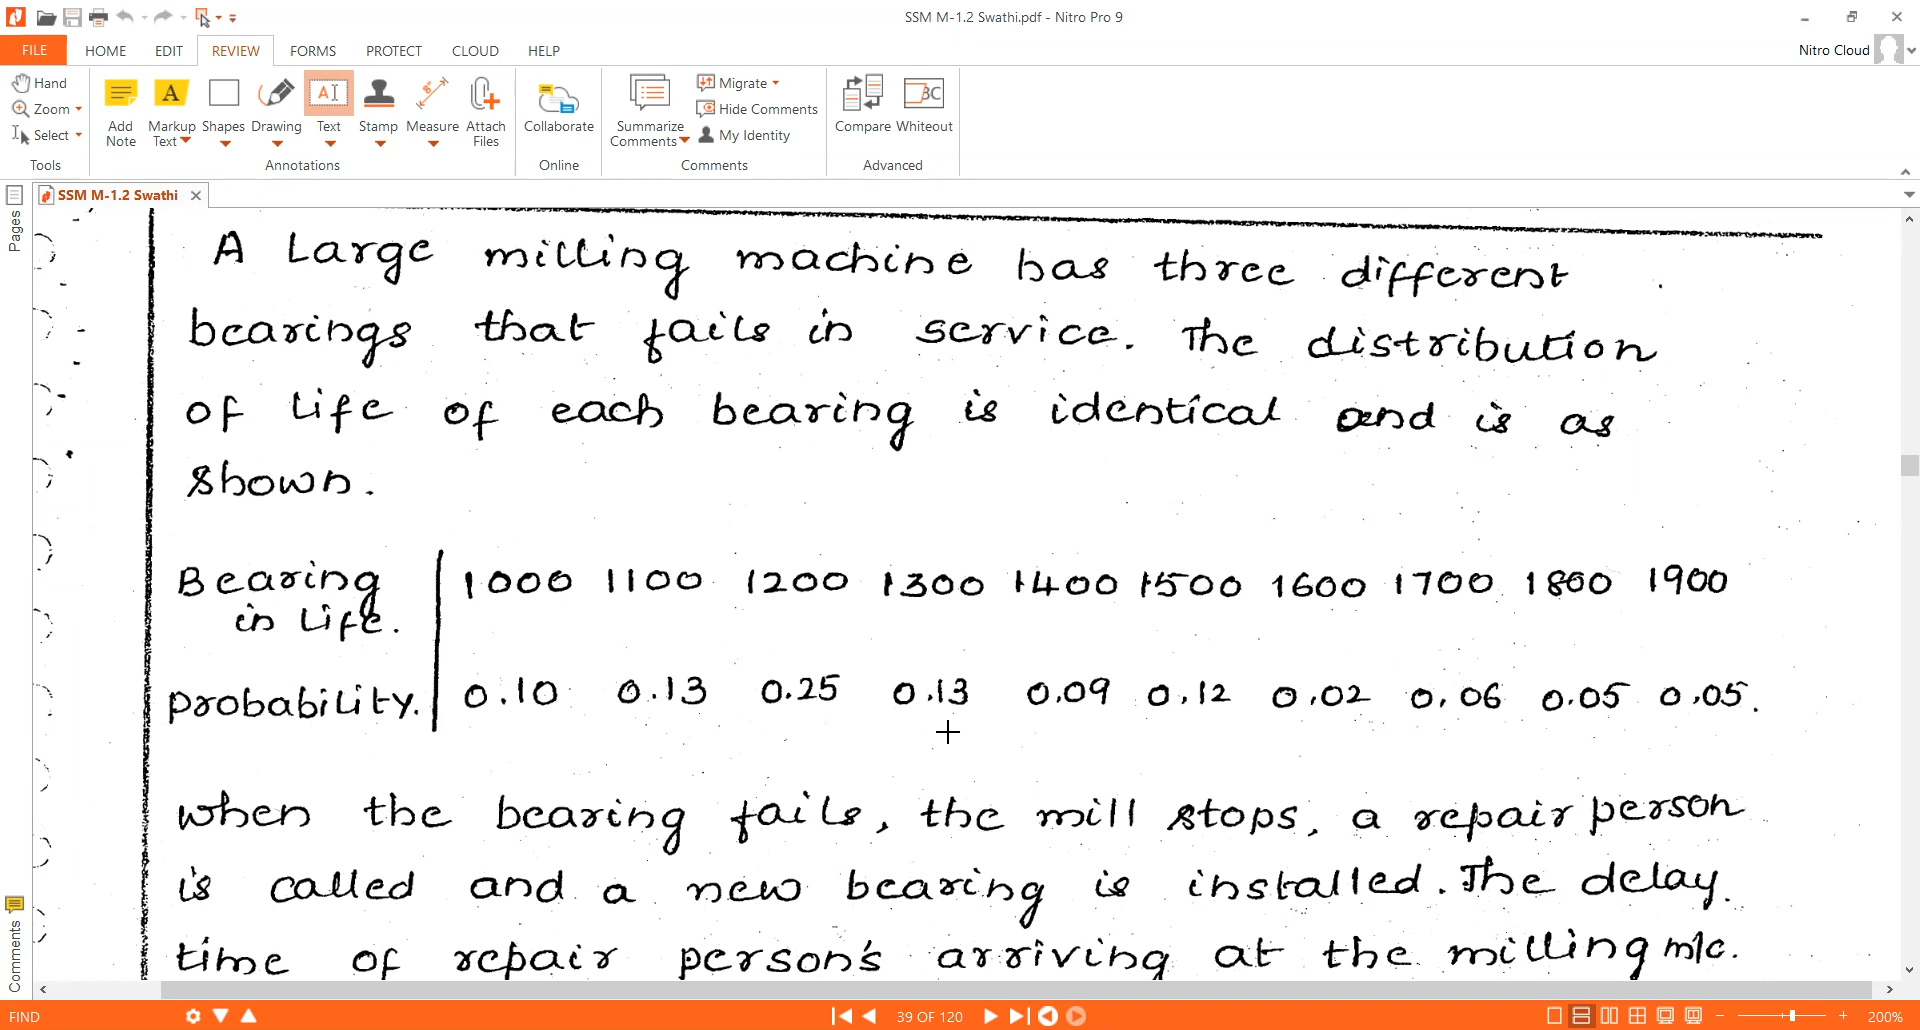 SSM M-1.2 Swathi.pdf - Nitro Pro 9
FILE HOME EDIT REVIEW FORMS PROTECT CLOUD HELP
Nitro Cloud
Hand
Zoom
Select
Tools
Add Note
Markup Text
Shapes
Drawing
Text
Stamp
Measure
Attach Files
Annotations
Collaborate
Online
Summarize Comments
Migrate
Hide Comments
My Identity
Comments
Compare
Whiteout
Advanced
SSM M-1.2 Swathi
Pages
A Large milling machine has three different
bearings that fails in service. The distribution
of life of each bearing is identical and is as
shown.
Bearing in life. 1000 1100 1200 1300 1400 1500 1600 1700 1800 1900
Probability. 0.10 0.13 0.25 0.13 0.09 0.12 0.02 0.06 0.05 0.05.
when the bearing fails, the mill stops, a repair person
is called and a new bearing is installed. The delay.
time of repair person's arriving at the milling m/c.
Comments
FIND
39 OF 120
200%